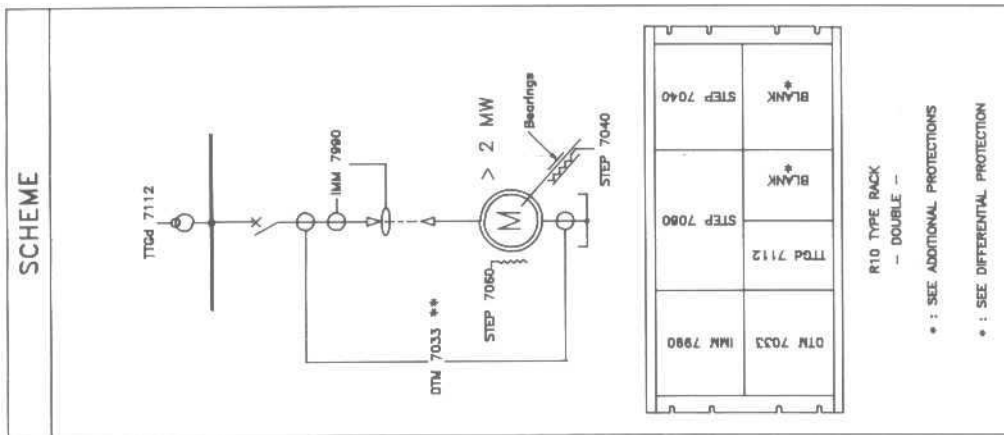 SCHEME
TTGd 7112
IMM 7990
> 2 MW
Bearings
STEP 7040
M
STEP 7060
DTM 7033 **
IMM 7990
STEP 7060
STEP 7040
DTM 7033
TTGd 7112
BLANK
*
BLANK
*
R10 TYPE RACK
— DOUBLE —
* : SEE ADDITIONAL PROTECTIONS
* : SEE DIFFERENTIAL PROTECTION